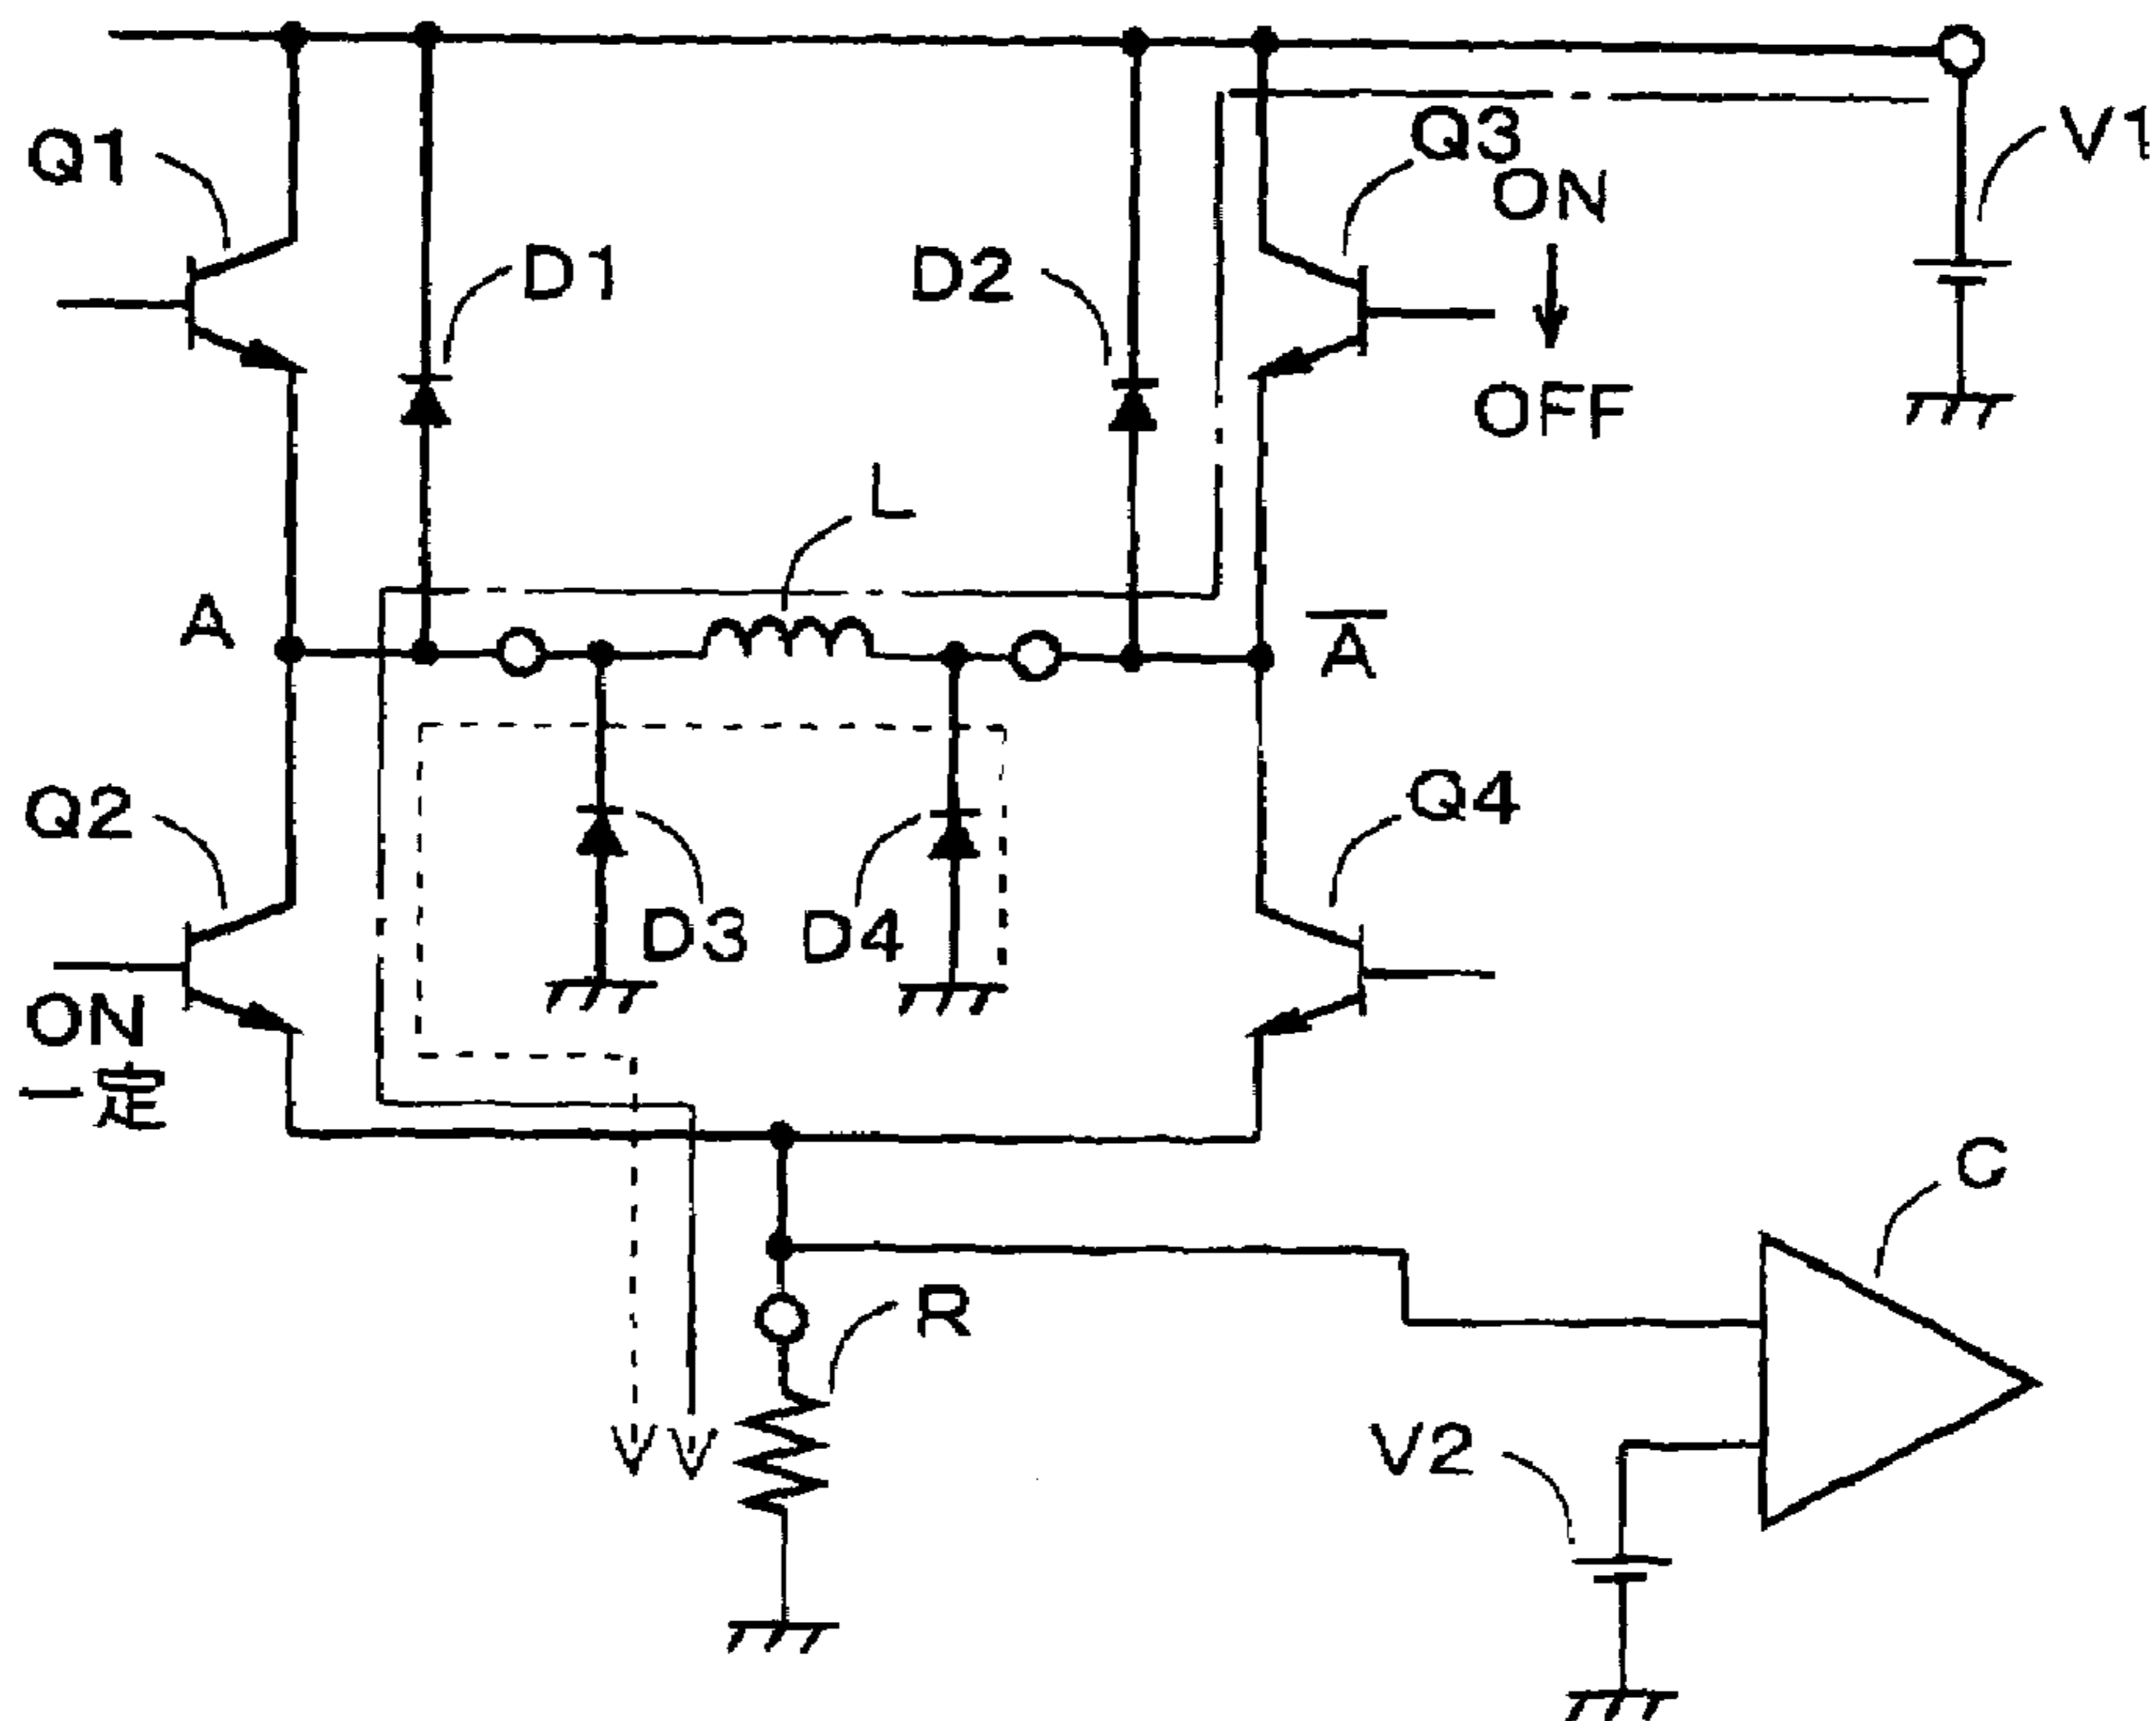 V1
Q1
Q3
ON
OFF
D1
D2
L
A
A̅
Q2
Q4
D3
D4
ON
一定
C
R
V2